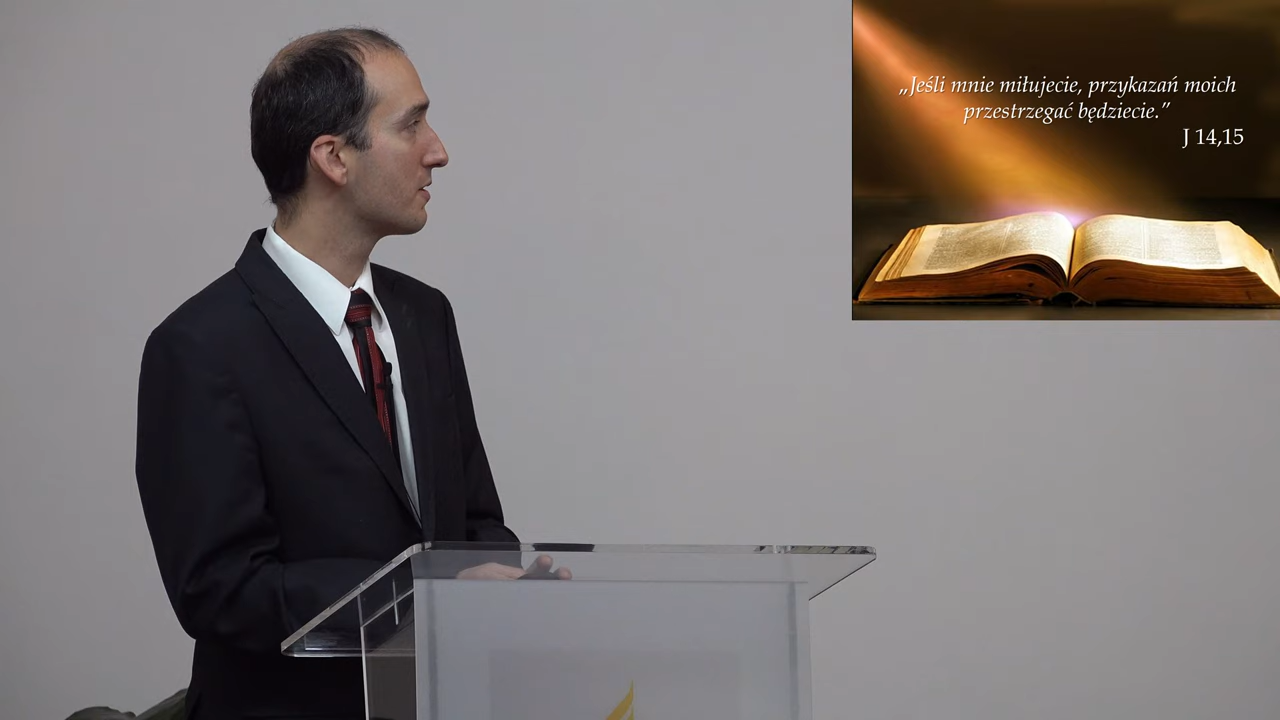 „Jeśli mnie miłujecie, przykazań moich
przestrzegać będziecie.”
J 14,15